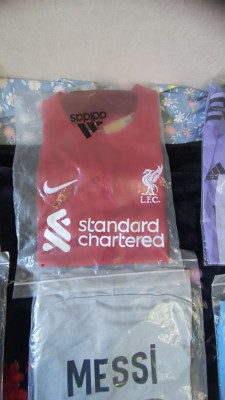 adidas
L.F.C.
standard
chartered
MESSI